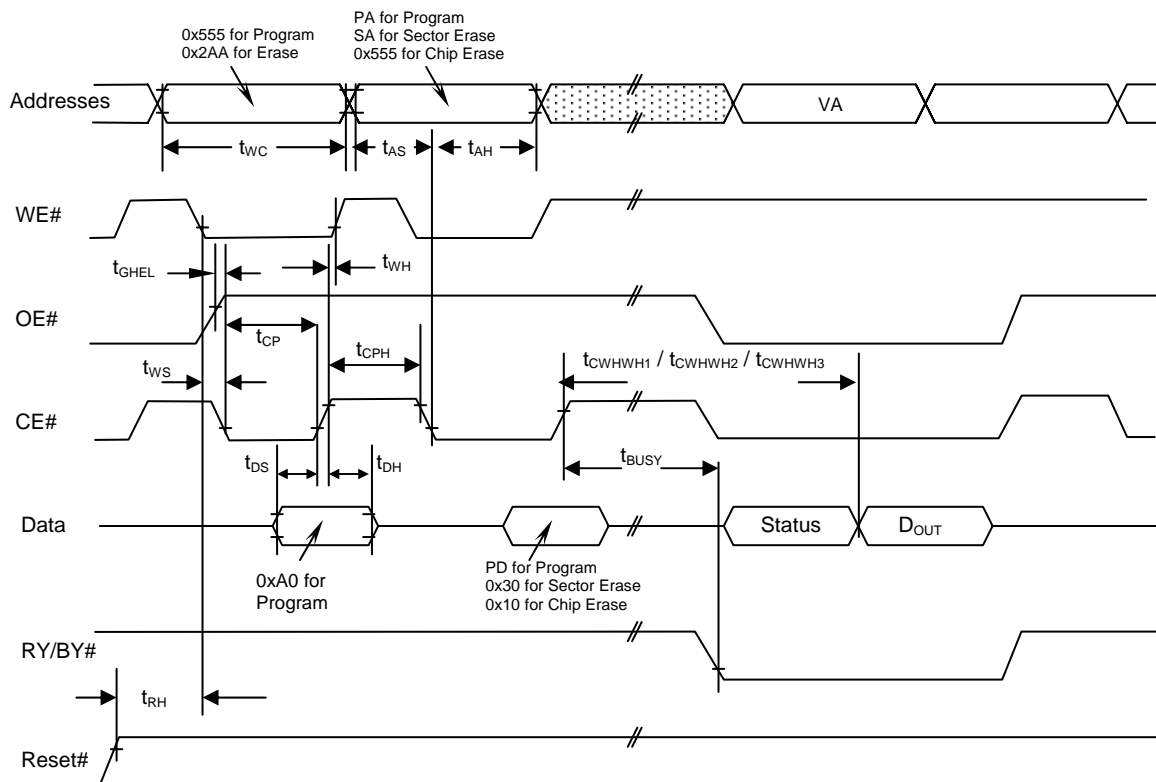 0x555 for Program
0x2AA for Erase
PA for Program
SA for Sector Erase
0x555 for Chip Erase
Addresses
VA
tWC
tAS
tAH
WE#
tGHEL
tWH
OE#
tCP
tCPH
tCWHWH1 / tCWHWH2 / tCWHWH3
tWS
CE#
tDS
tDH
tBUSY
Data
Status
DOUT
0xA0 for
Program
PD for Program
0x30 for Sector Erase
0x10 for Chip Erase
RY/BY#
tRH
Reset#